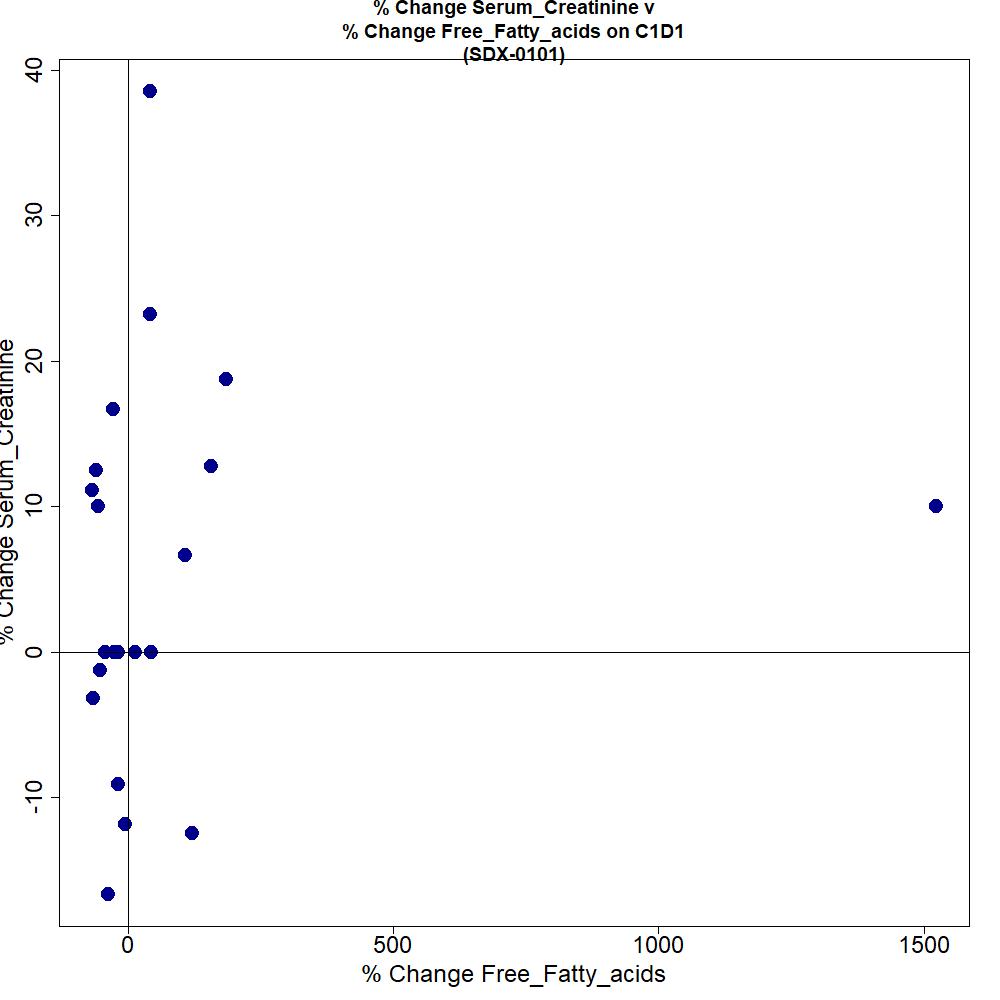 % Change Serum_Creatinine v
% Change Free_Fatty_acids on C1D1
(SDX-0101)
% Change Serum_Creatinine
40
30
20
10
0
-10
0 500 1000 1500
% Change Free_Fatty_acids